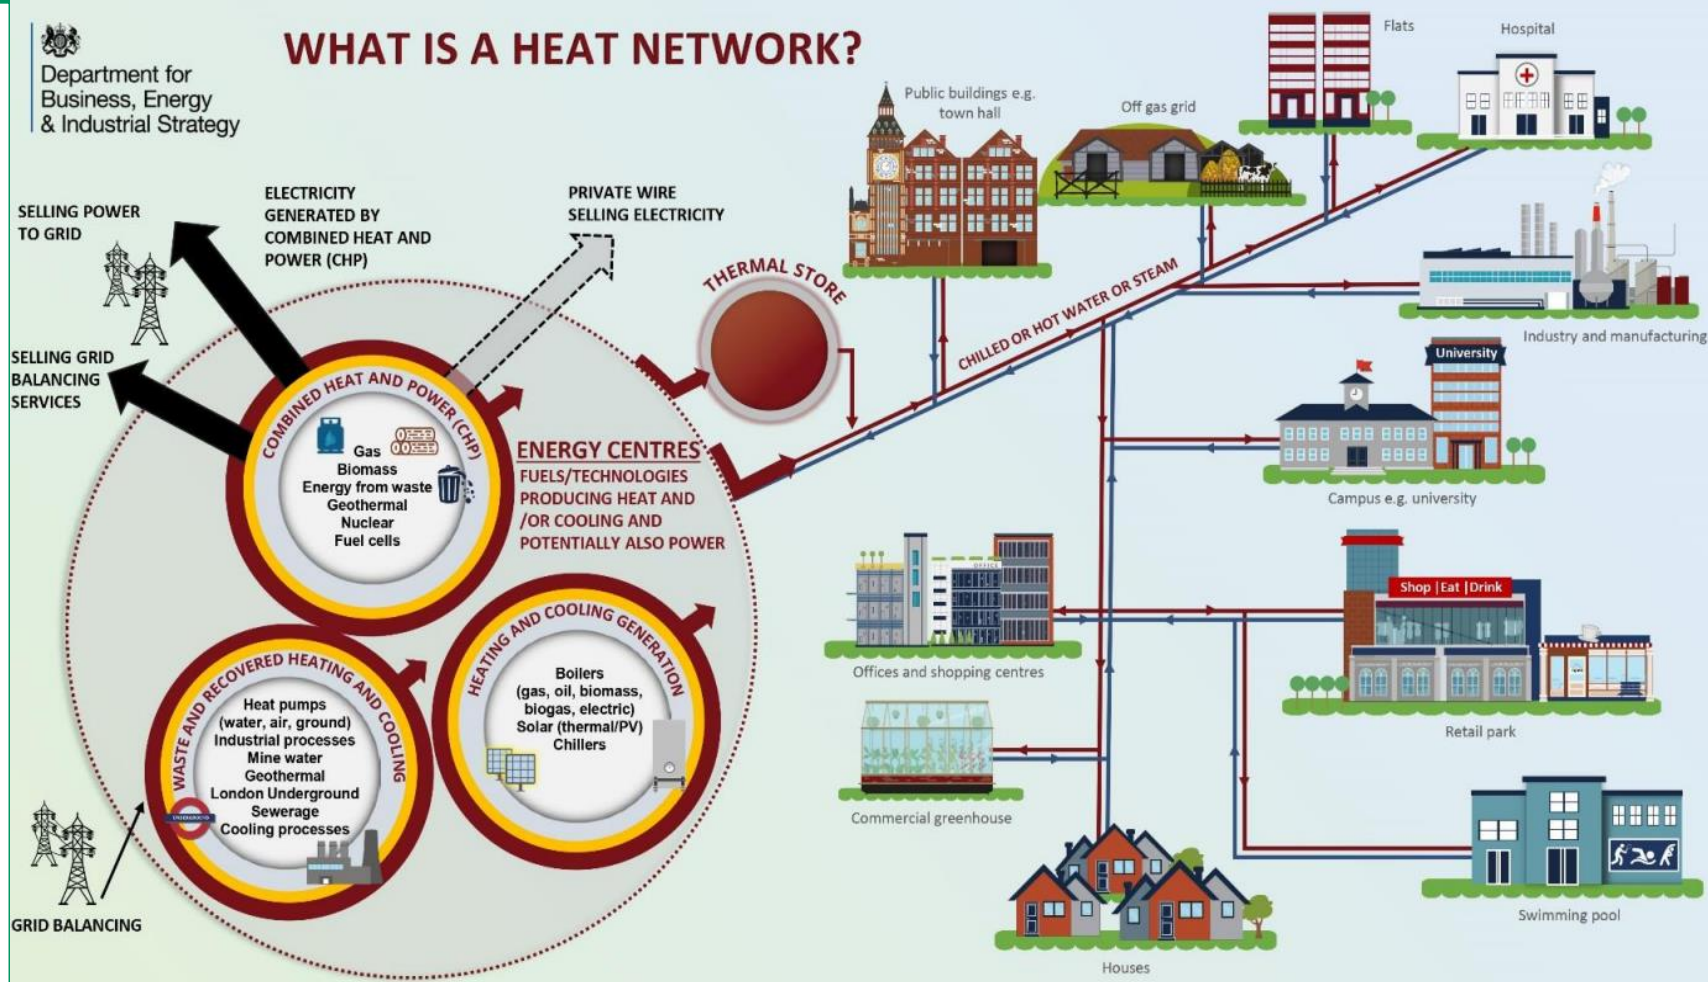 Department for
Business, Energy
& Industrial Strategy
WHAT IS A HEAT NETWORK?
SELLING POWER
TO GRID
ELECTRICITY
GENERATED BY
COMBINED HEAT AND
POWER (CHP)
PRIVATE WIRE
SELLING ELECTRICITY
SELLING GRID
BALANCING
SERVICES
COMBINED HEAT AND POWER (CHP)
Gas
Biomass
Energy from waste
Geothermal
Nuclear
Fuel cells
ENERGY CENTRES
FUELS/TECHNOLOGIES
PRODUCING HEAT AND
/OR COOLING AND
POTENTIALLY ALSO POWER
HEATING AND COOLING GENERATION
Boilers
(gas, oil, biomass,
biogas, electric)
Solar (thermal/PV)
Chillers
WASTE AND RECOVERED HEATING AND COOLING
Heat pumps
(water, air, ground)
Industrial processes
Mine water
Geothermal
London Underground
Sewerage
Cooling processes
UNDERGROUND
GRID BALANCING
THERMAL STORE
CHILLED OR HOT WATER OR STEAM
Public buildings e.g.
town hall
Off gas grid
Flats
Hospital
Industry and manufacturing
University
Campus e.g. university
OFFICE
Offices and shopping centres
Shop | Eat | Drink
Retail park
Commercial greenhouse
Houses
Swimming pool